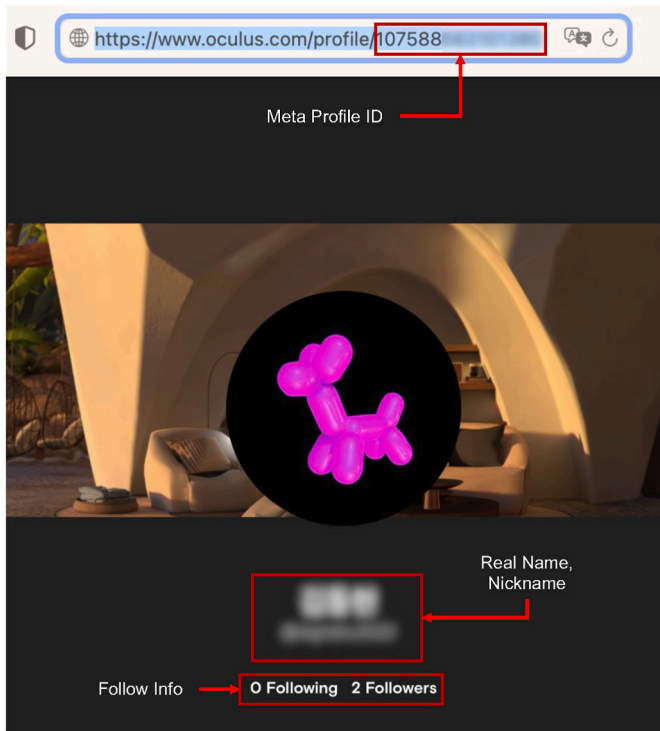 https://www.oculus.com/profile/107588
Meta Profile ID
Real Name,
Nickname
Follow Info
0 Following 2 Followers